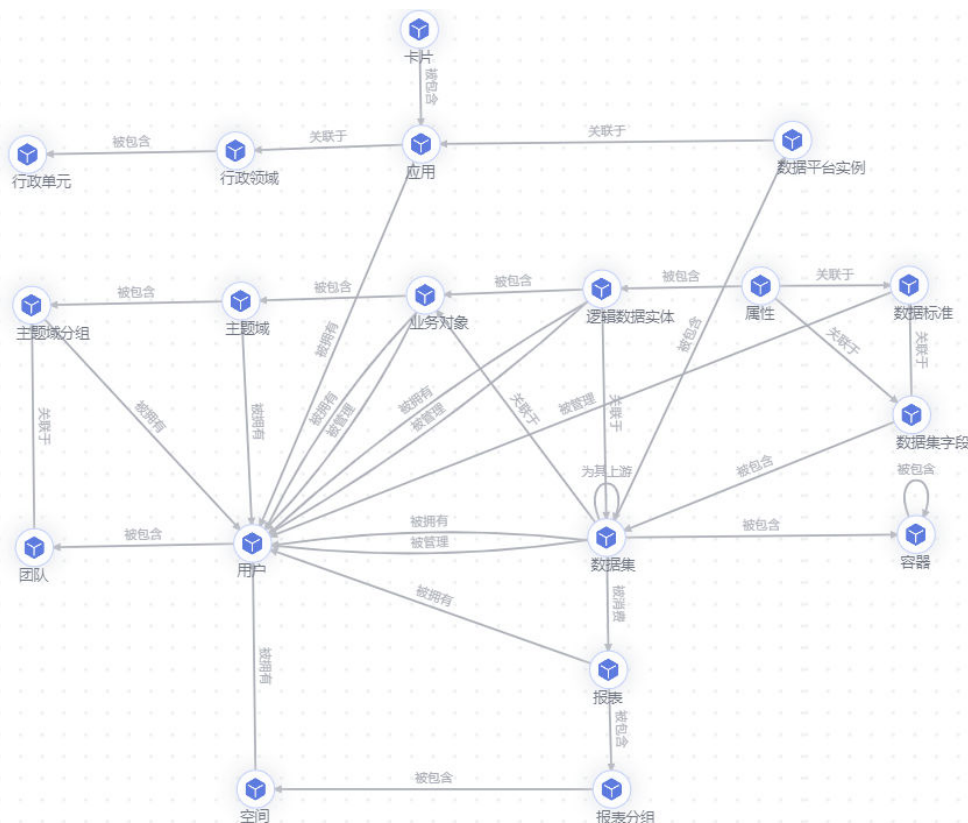 卡片
被包含
关联于
关联于
被包含
行政单元
行政领域
应用
数据平台实例
被包含
被包含
被包含
被包含
关联于
主题域分组
主题域
业务对象
逻辑数据实体
属性
数据标准
被拥有
被包含
关联于
关联于
关联于
被拥有
被拥有
被拥有
被管理
被拥有
被管理
关联于
关联于
被管理
数据集字段
为其上游
被包含
被包含
被包含
被拥有
被管理
被包含
团队
用户
数据集
容器
被拥有
被消费
被拥有
报表
被包含
被包含
空间
报表分组